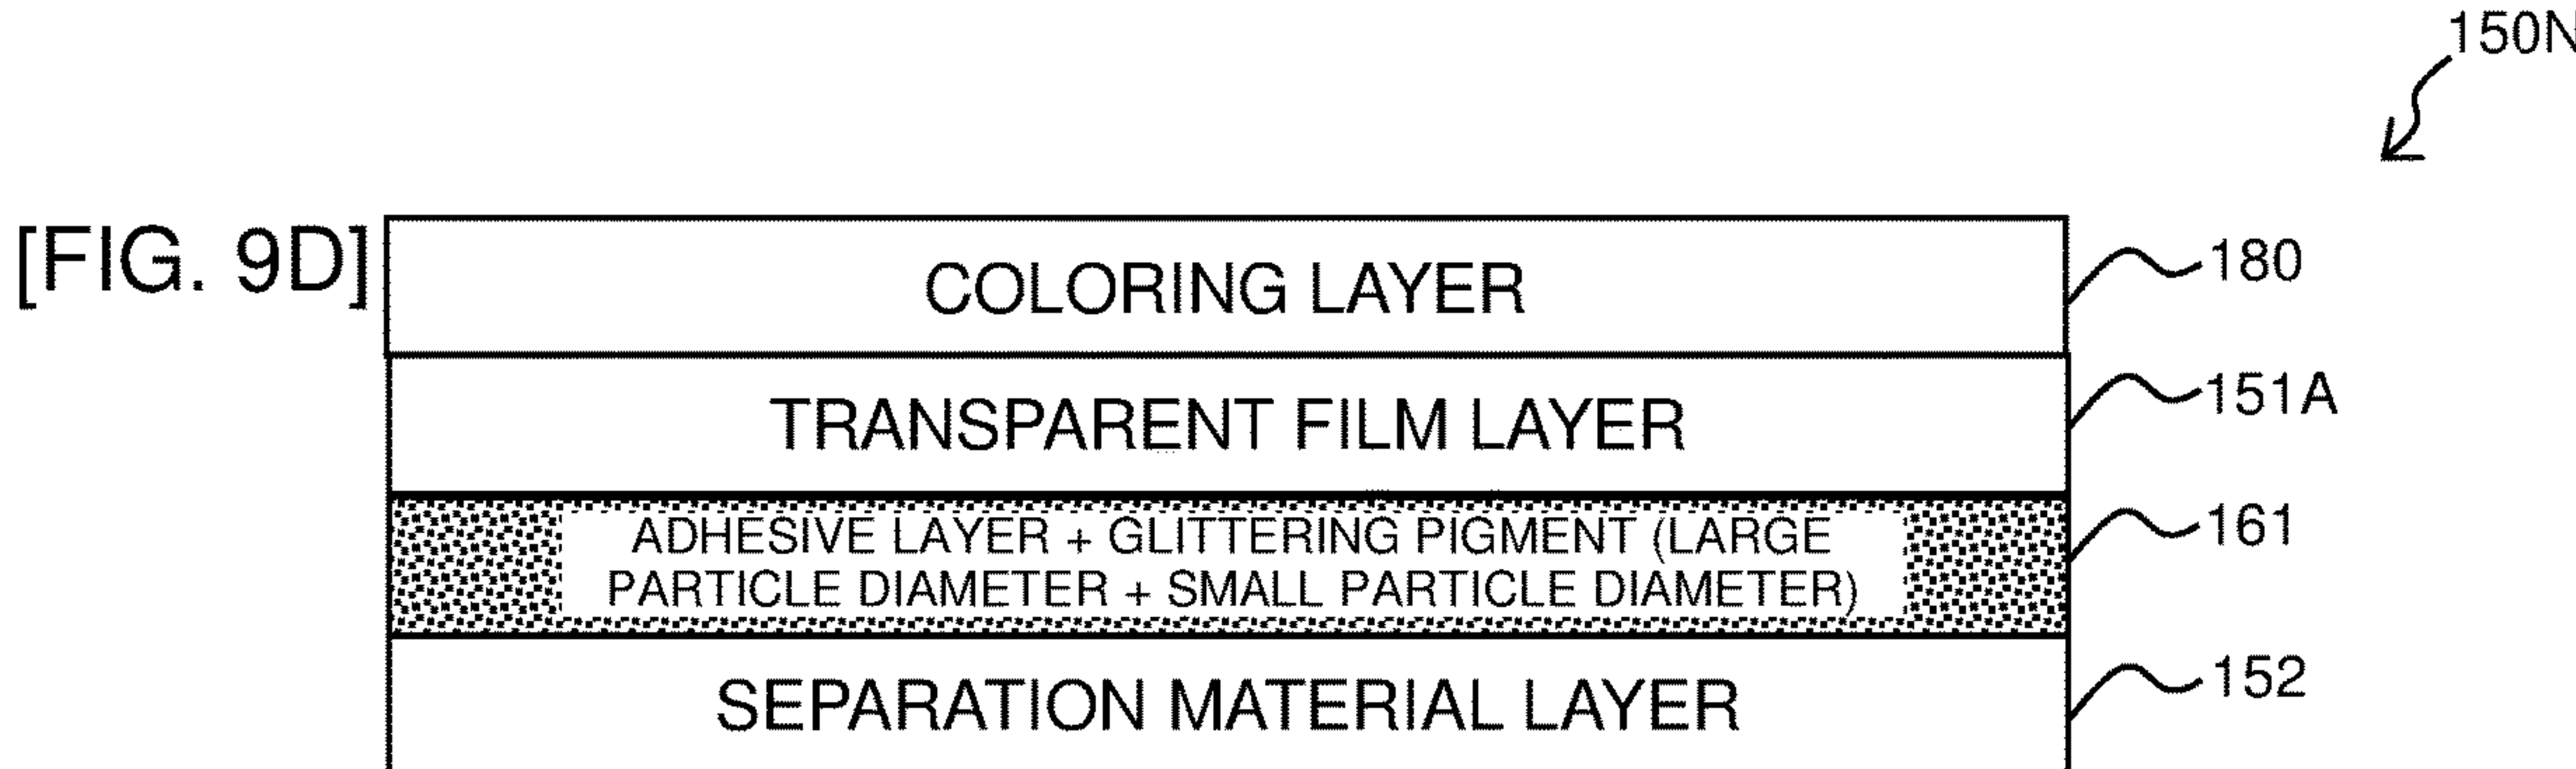 150N
[FIG. 9D]
COLORING LAYER
180
TRANSPARENT FILM LAYER
151A
ADHESIVE LAYER + GLITTERING PIGMENT (LARGE
PARTICLE DIAMETER + SMALL PARTICLE DIAMETER)
161
SEPARATION MATERIAL LAYER
152